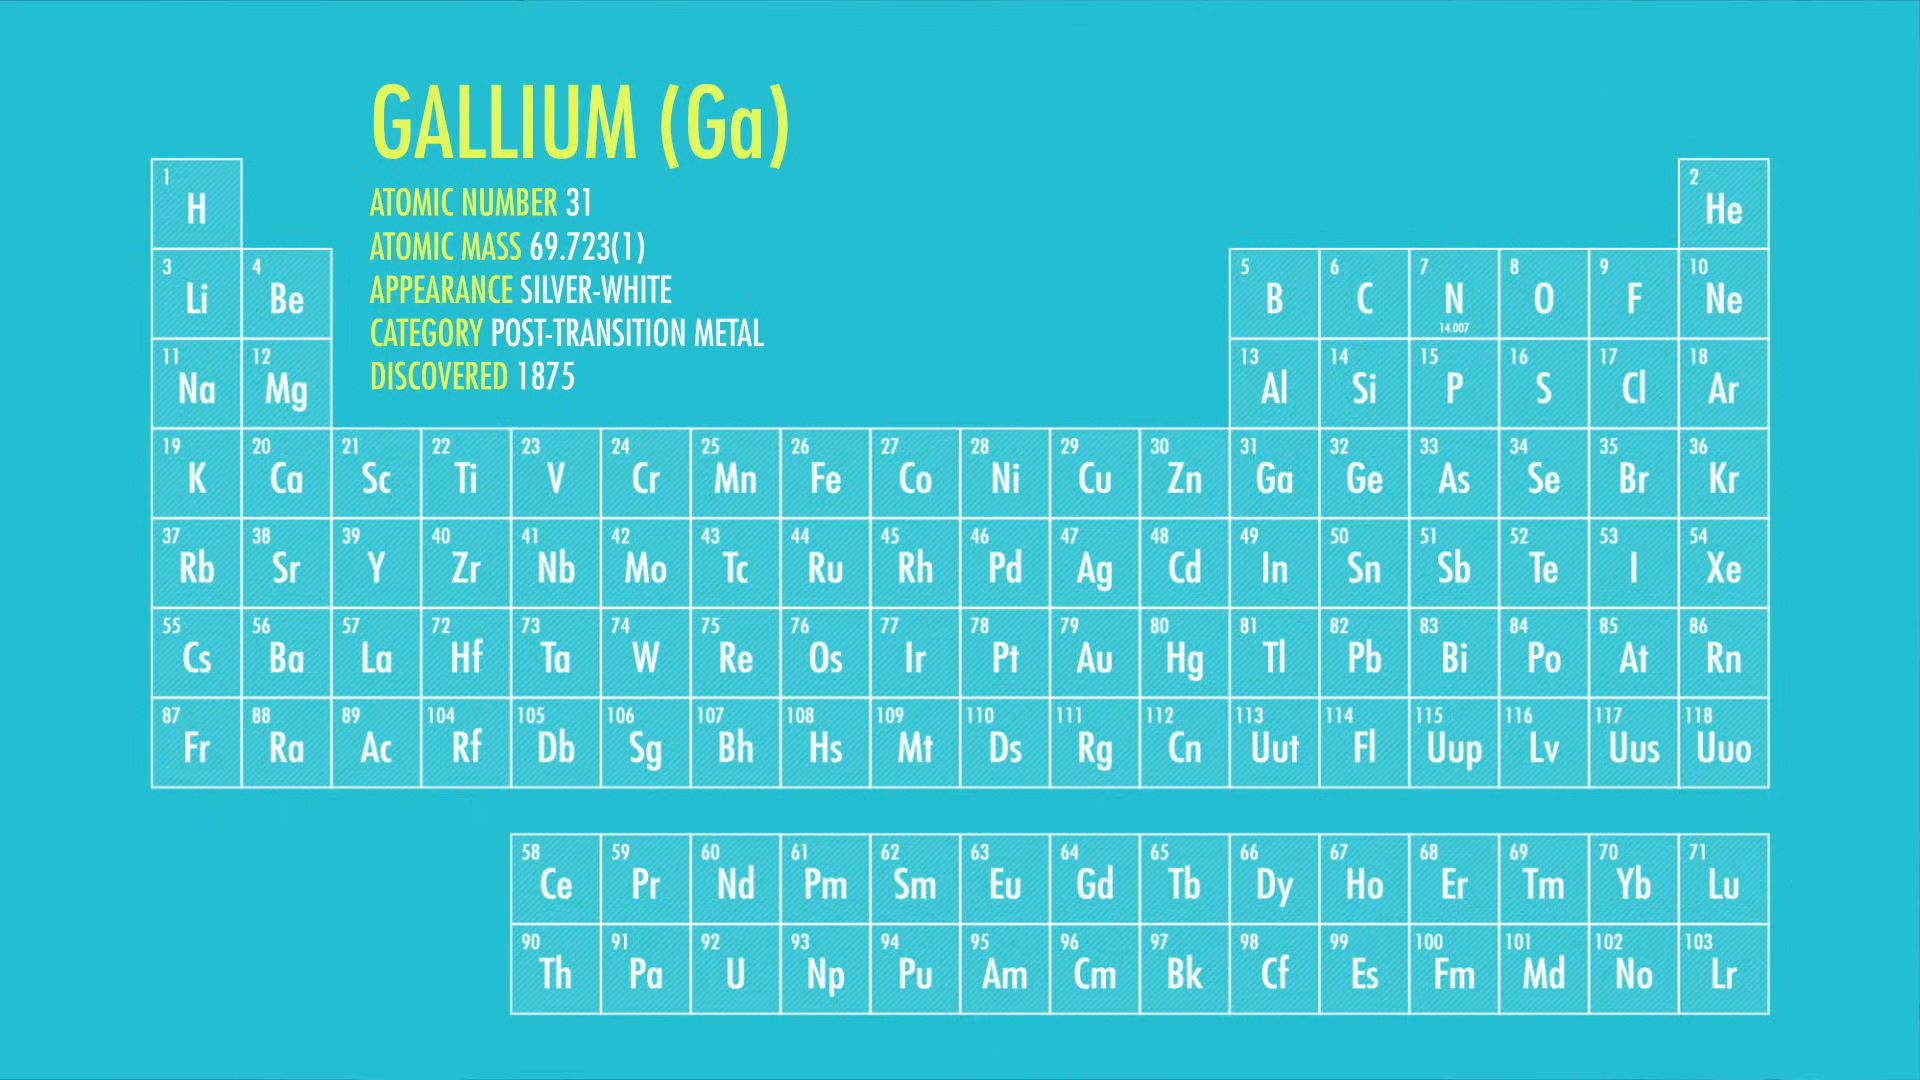 GALLIUM (Ga)
ATOMIC NUMBER 31
ATOMIC MASS 69.723(1)
APPEARANCE SILVER-WHITE
CATEGORY POST-TRANSITION METAL
DISCOVERED 1875
1 H 2 He
3 Li 4 Be 5 B 6 C 7 N 14.007 8 O 9 F 10 Ne
11 Na 12 Mg 13 Al 14 Si 15 P 16 S 17 Cl 18 Ar
19 K 20 Ca 21 Sc 22 Ti 23 V 24 Cr 25 Mn 26 Fe 27 Co 28 Ni 29 Cu 30 Zn 31 Ga 32 Ge 33 As 34 Se 35 Br 36 Kr
37 Rb 38 Sr 39 Y 40 Zr 41 Nb 42 Mo 43 Tc 44 Ru 45 Rh 46 Pd 47 Ag 48 Cd 49 In 50 Sn 51 Sb 52 Te 53 I 54 Xe
55 Cs 56 Ba 57 La 72 Hf 73 Ta 74 W 75 Re 76 Os 77 Ir 78 Pt 79 Au 80 Hg 81 Tl 82 Pb 83 Bi 84 Po 85 At 86 Rn
87 Fr 88 Ra 89 Ac 104 Rf 105 Db 106 Sg 107 Bh 108 Hs 109 Mt 110 Ds 111 Rg 112 Cn 113 Uut 114 Fl 115 Uup 116 Lv 117 Uus 118 Uuo
58 Ce 59 Pr 60 Nd 61 Pm 62 Sm 63 Eu 64 Gd 65 Tb 66 Dy 67 Ho 68 Er 69 Tm 70 Yb 71 Lu
90 Th 91 Pa 92 U 93 Np 94 Pu 95 Am 96 Cm 97 Bk 98 Cf 99 Es 100 Fm 101 Md 102 No 103 Lr